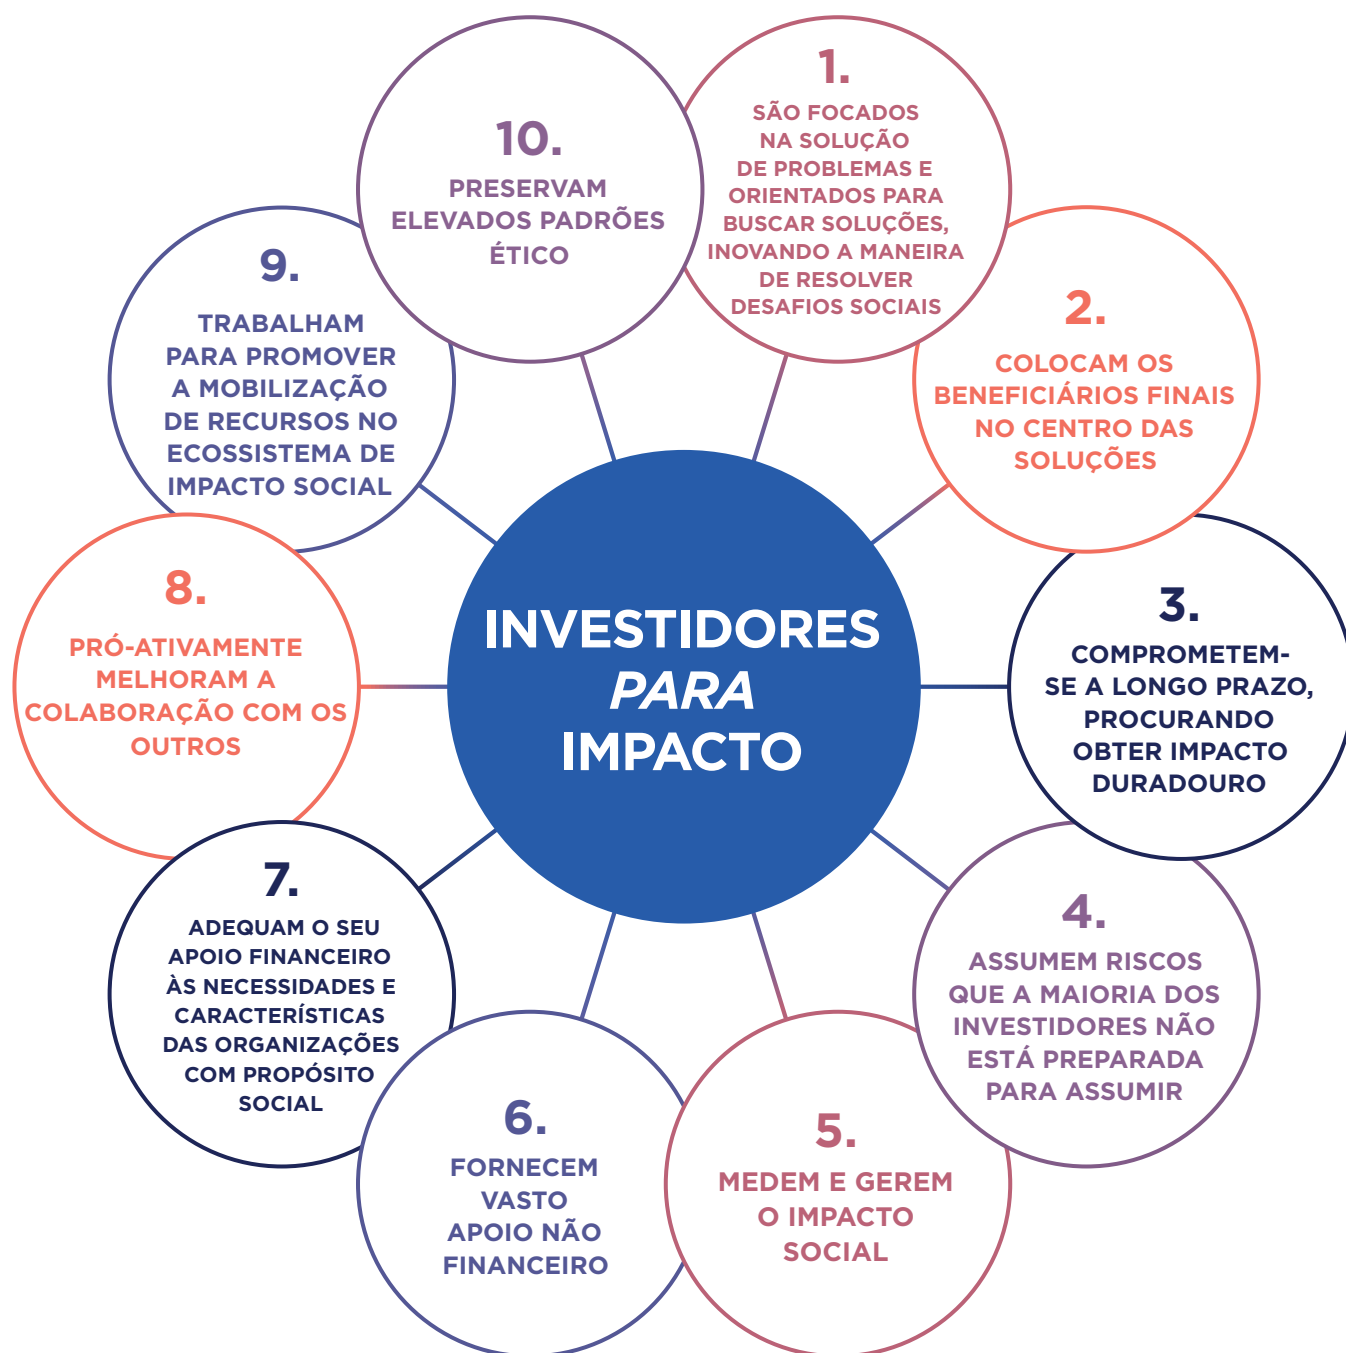 INVESTIDORES
PARA
IMPACTO
1.
SÃO FOCADOS
NA SOLUÇÃO
DE PROBLEMAS E
ORIENTADOS PARA
BUSCAR SOLUÇÕES,
INOVANDO A MANEIRA
DE RESOLVER
DESAFIOS SOCIAIS
2.
COLOCAM OS
BENEFICIÁRIOS FINAIS
NO CENTRO DAS
SOLUÇÕES
3.
COMPROMETEM-
SE A LONGO PRAZO,
PROCURANDO
OBTER IMPACTO
DURADOURO
4.
ASSUMEM RISCOS
QUE A MAIORIA DOS
INVESTIDORES NÃO
ESTÁ PREPARADA
PARA ASSUMIR
5.
MEDEM E GEREM
O IMPACTO
SOCIAL
6.
FORNECEM
VASTO
APOIO NÃO
FINANCEIRO
7.
ADEQUAM O SEU
APOIO FINANCEIRO
ÀS NECESSIDADES E
CARACTERÍSTICAS
DAS ORGANIZAÇÕES
COM PROPÓSITO
SOCIAL
8.
PRÓ-ATIVAMENTE
MELHORAM A
COLABORAÇÃO COM OS
OUTROS
9.
TRABALHAM
PARA PROMOVER
A MOBILIZAÇÃO
DE RECURSOS NO
ECOSSISTEMA DE
IMPACTO SOCIAL
10.
PRESERVAM
ELEVADOS PADRÕES
ÉTICO